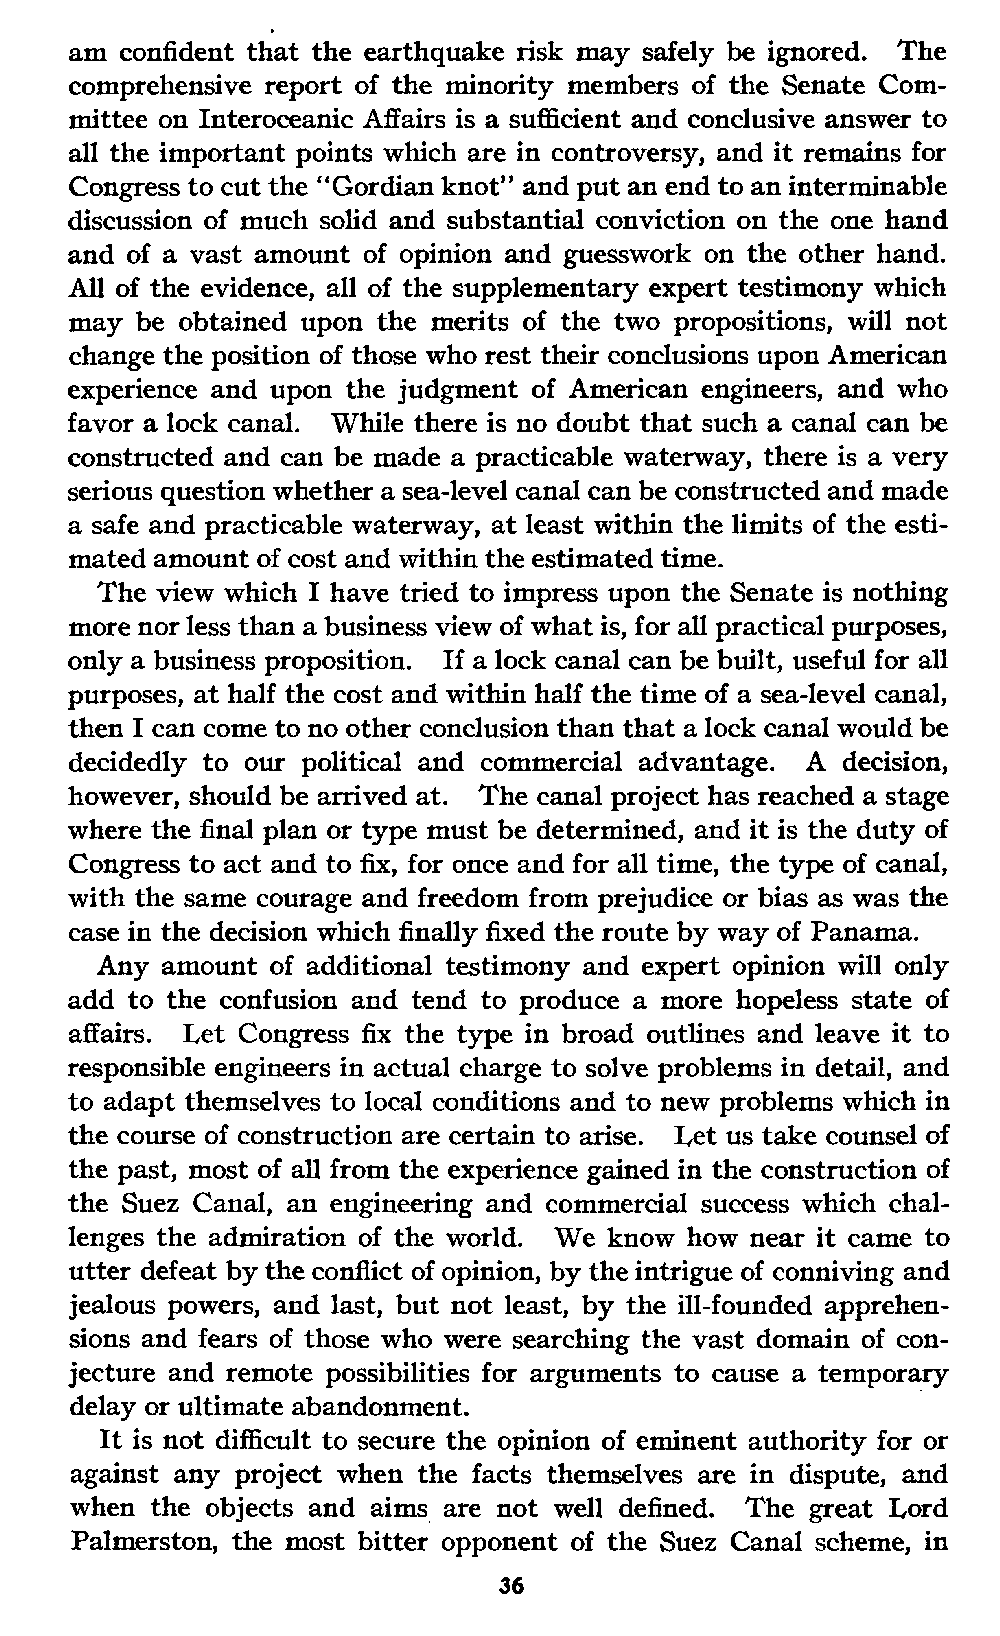 am confident that the earthquake risk may safely be ignored. The
comprehensive report of the minority members of the Senate Com-
mittee on Interoceanic Affairs is a sufficient and conclusive answer to
all the important points which are in controversy, and it remains for
Congress to cut the “Gordian knot” and put an end to an interminable
discussion of much solid and substantial conviction on the one hand
and of a vast amount of opinion and guesswork on the other hand.
All of the evidence, all of the supplementary expert testimony which
may be obtained upon the merits of the two propositions, will not
change the position of those who rest their conclusions upon American
experience and upon the judgment of American engineers, and who
favor a lock canal. While there is no doubt that such a canal can be
constructed and can be made a practicable waterway, there is a very
serious question whether a sea-level canal can be constructed and made
a safe and practicable waterway, at least within the limits of the esti-
mated amount of cost and within the estimated time.
The view which I have tried to impress upon the Senate is nothing
more nor less than a business view of what is, for all practical purposes,
only a business proposition. If a lock canal can be built, useful for all
purposes, at half the cost and within half the time of a sea-level canal,
then I can come to no other conclusion than that a lock canal would be
decidedly to our political and commercial advantage. A decision,
however, should be arrived at. The canal project has reached a stage
where the final plan or type must be determined, and it is the duty of
Congress to act and to fix, for once and for all time, the type of canal,
with the same courage and freedom from prejudice or bias as was the
case in the decision which finally fixed the route by way of Panama.
Any amount of additional testimony and expert opinion will only
add to the confusion and tend to produce a more hopeless state of
affairs. Let Congress fix the type in broad outlines and leave it to
responsible engineers in actual charge to solve problems in detail, and
to adapt themselves to local conditions and to new problems which in
the course of construction are certain to arise. Let us take counsel of
the past, most of all from the experience gained in the construction of
the Suez Canal, an engineering and commercial success which chal-
lenges the admiration of the world. We know how near it came to
utter defeat by the conflict of opinion, by the intrigue of conniving and
jealous powers, and last, but not least, by the ill-founded apprehen-
sions and fears of those who were searching the vast domain of con-
jecture and remote possibilities for arguments to cause a temporary
delay or ultimate abandonment.
It is not difficult to secure the opinion of eminent authority for or
against any project when the facts themselves are in dispute, and
when the objects and aims are not well defined. The great Lord
Palmerston, the most bitter opponent of the Suez Canal scheme, in
36